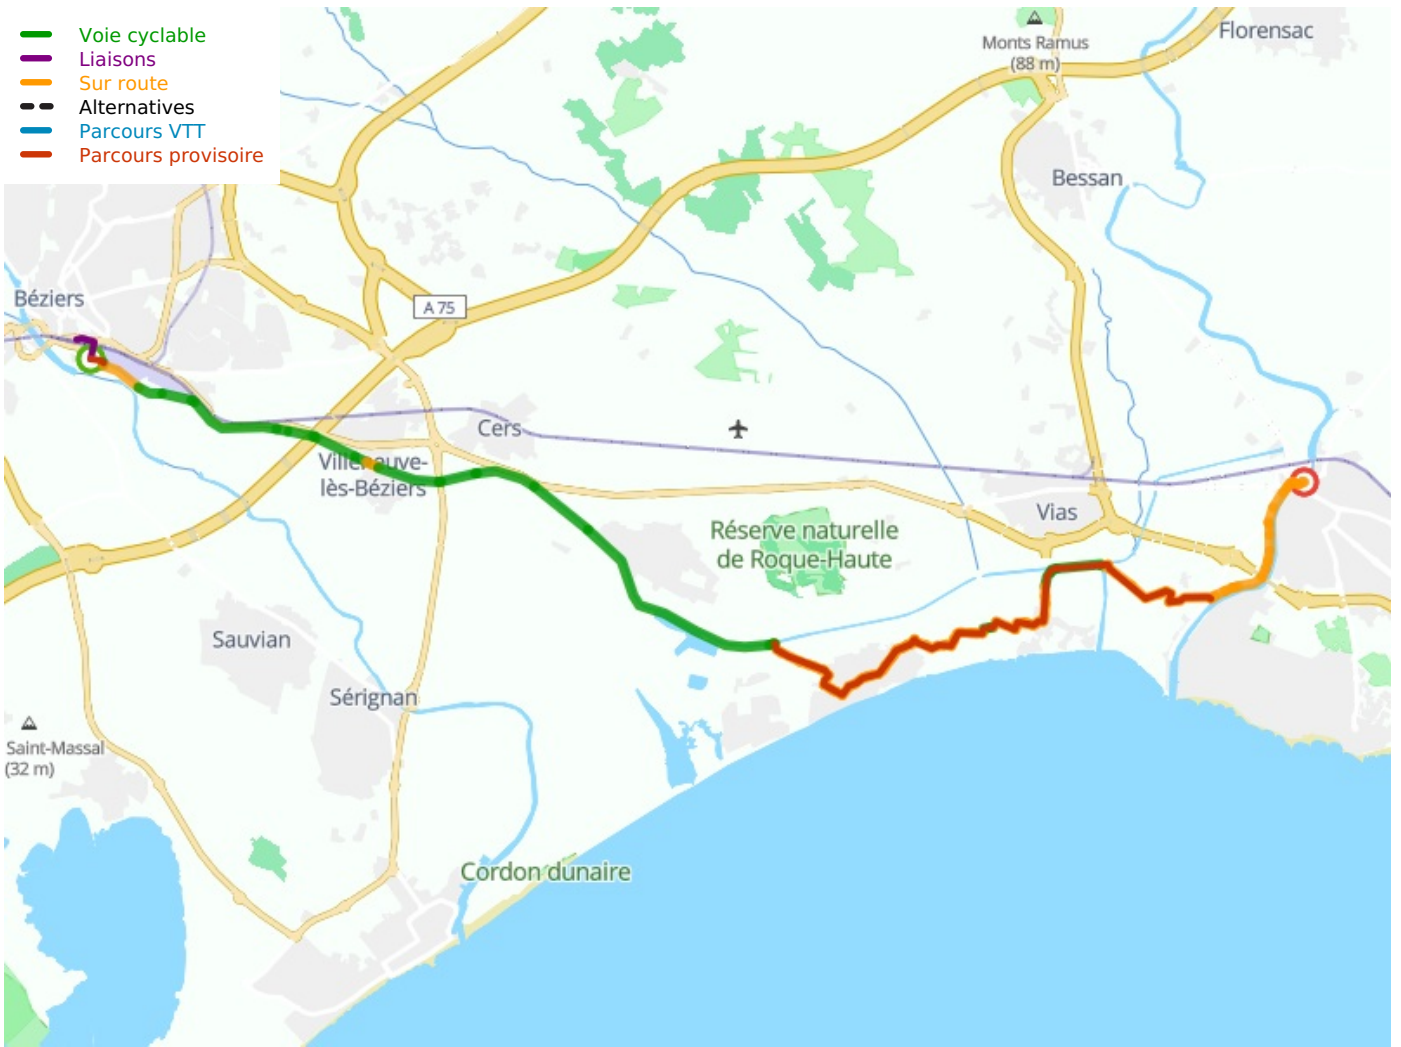 Voie cyclable
Liaisons
Sur route
Alternatives
Parcours VTT
Parcours provisoire
Florensac
Monts Ramus
(88 m)
Bessan
Béziers
A 75
Cers
Villeneuve-
lès-Béziers
Vias
Réserve naturelle
de Roque-Haute
Sauvian
Sérignan
Saint-Massal
(32 m)
Cordon dunaire